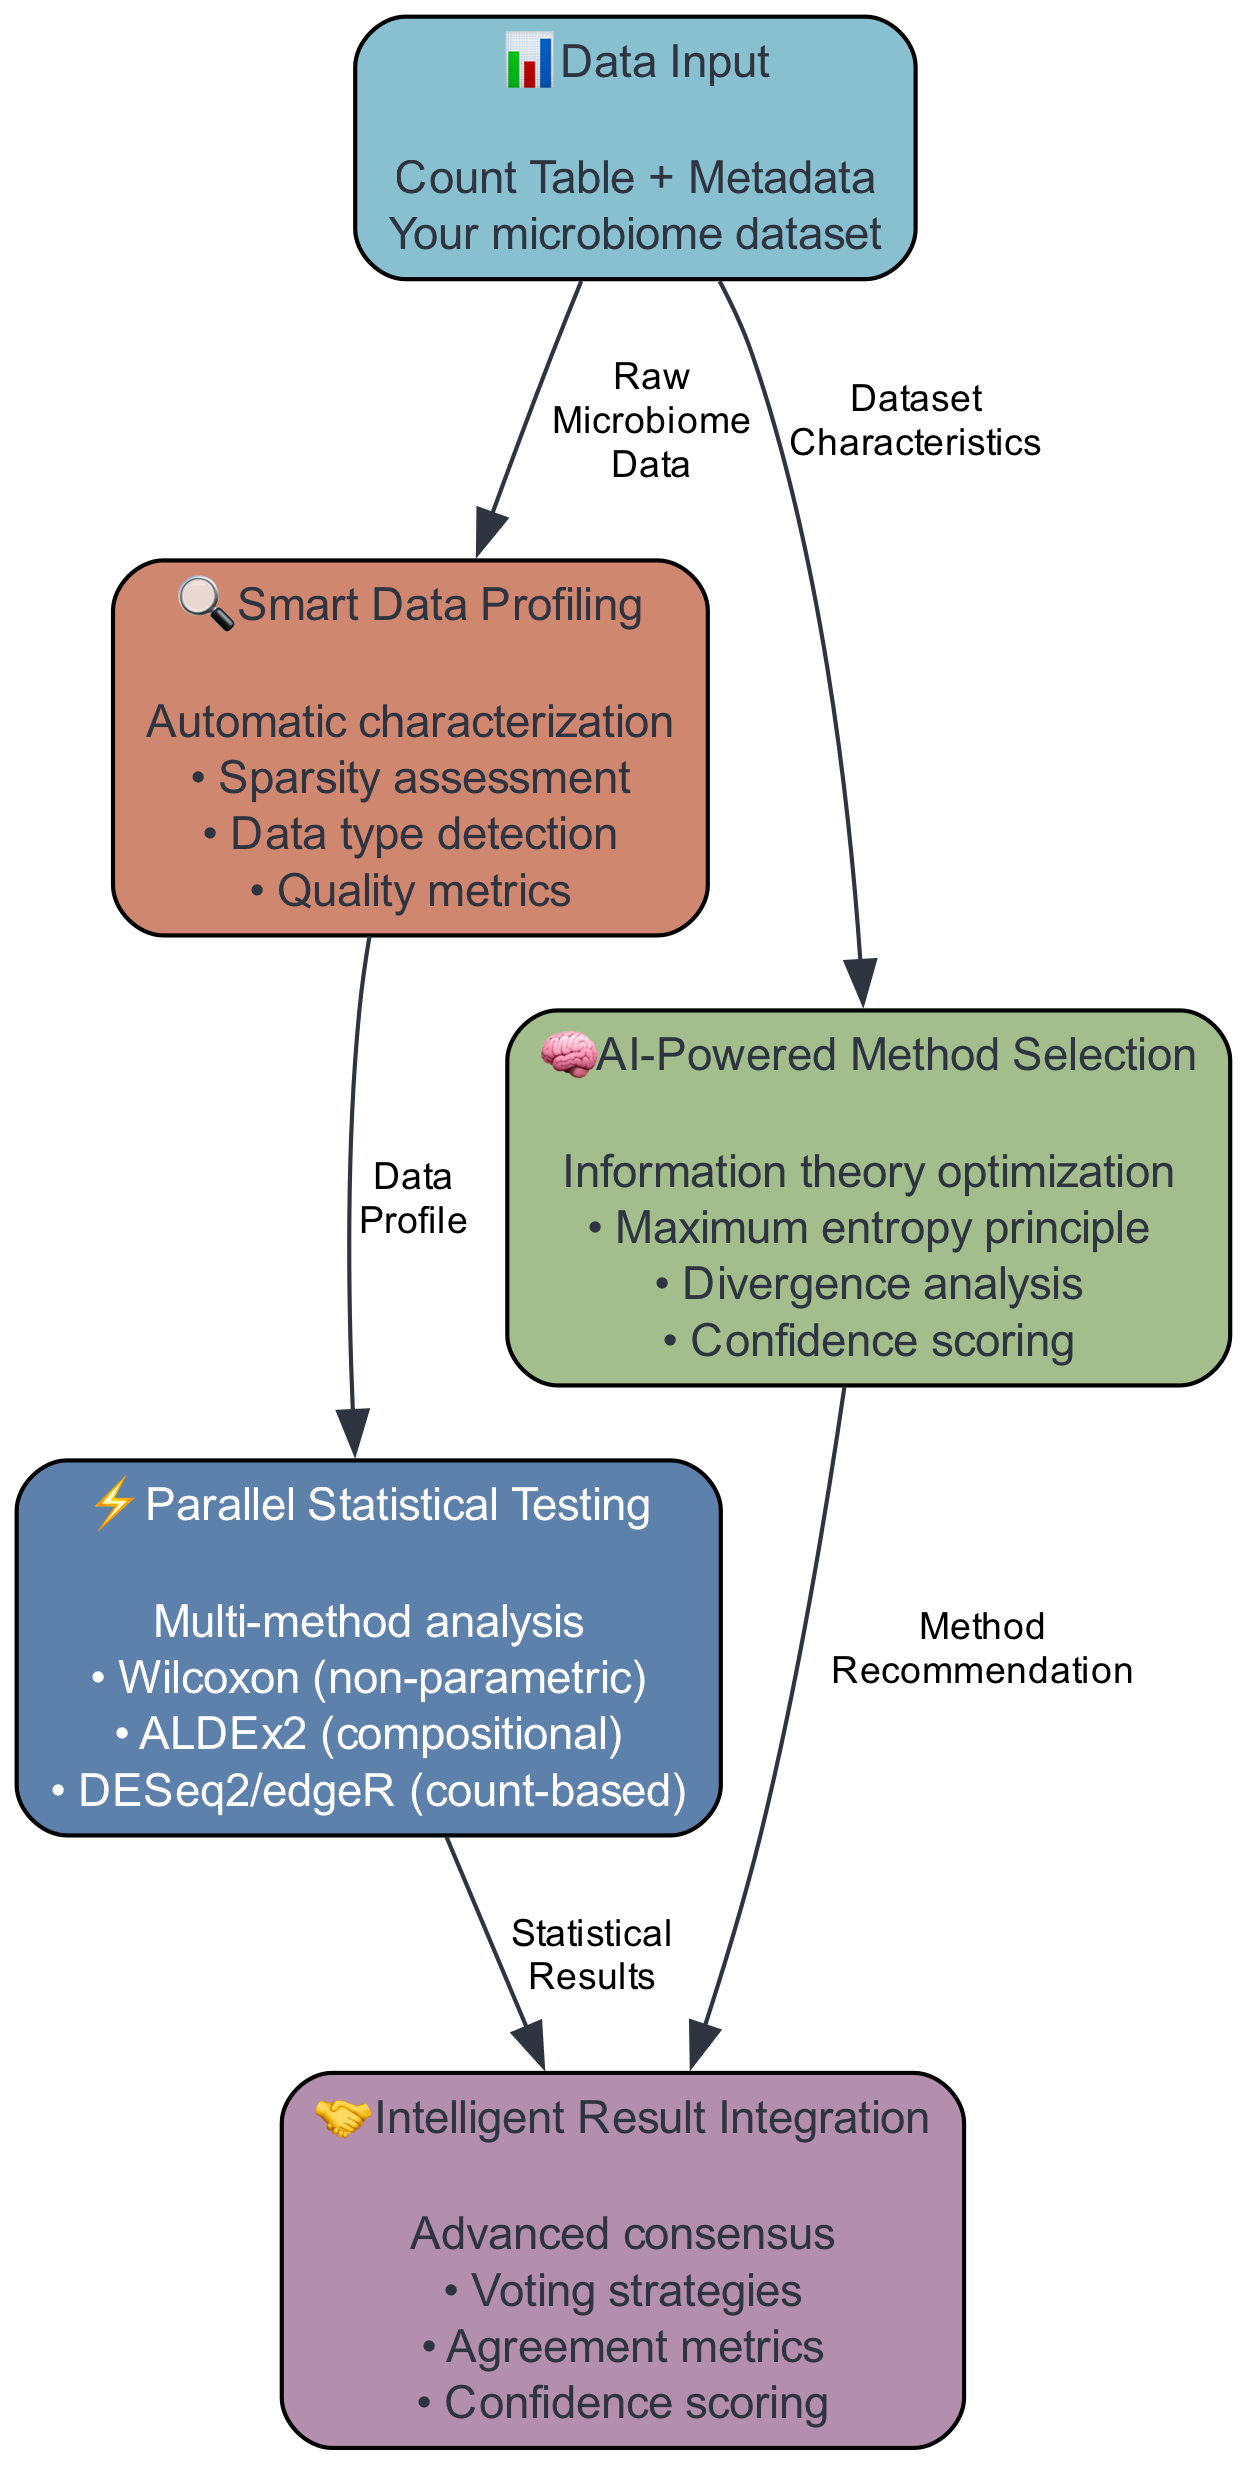 📊 Data Input
Count Table + Metadata
Your microbiome dataset
Raw
Microbiome
Data
Dataset
Characteristics
🔍 Smart Data Profiling
Automatic characterization
• Sparsity assessment
• Data type detection
• Quality metrics
🧠 AI-Powered Method Selection
Information theory optimization
• Maximum entropy principle
• Divergence analysis
• Confidence scoring
Data
Profile
⚡ Parallel Statistical Testing
Multi-method analysis
• Wilcoxon (non-parametric)
• ALDEx2 (compositional)
• DESeq2/edgeR (count-based)
Method
Recommendation
Statistical
Results
🤝 Intelligent Result Integration
Advanced consensus
• Voting strategies
• Agreement metrics
• Confidence scoring